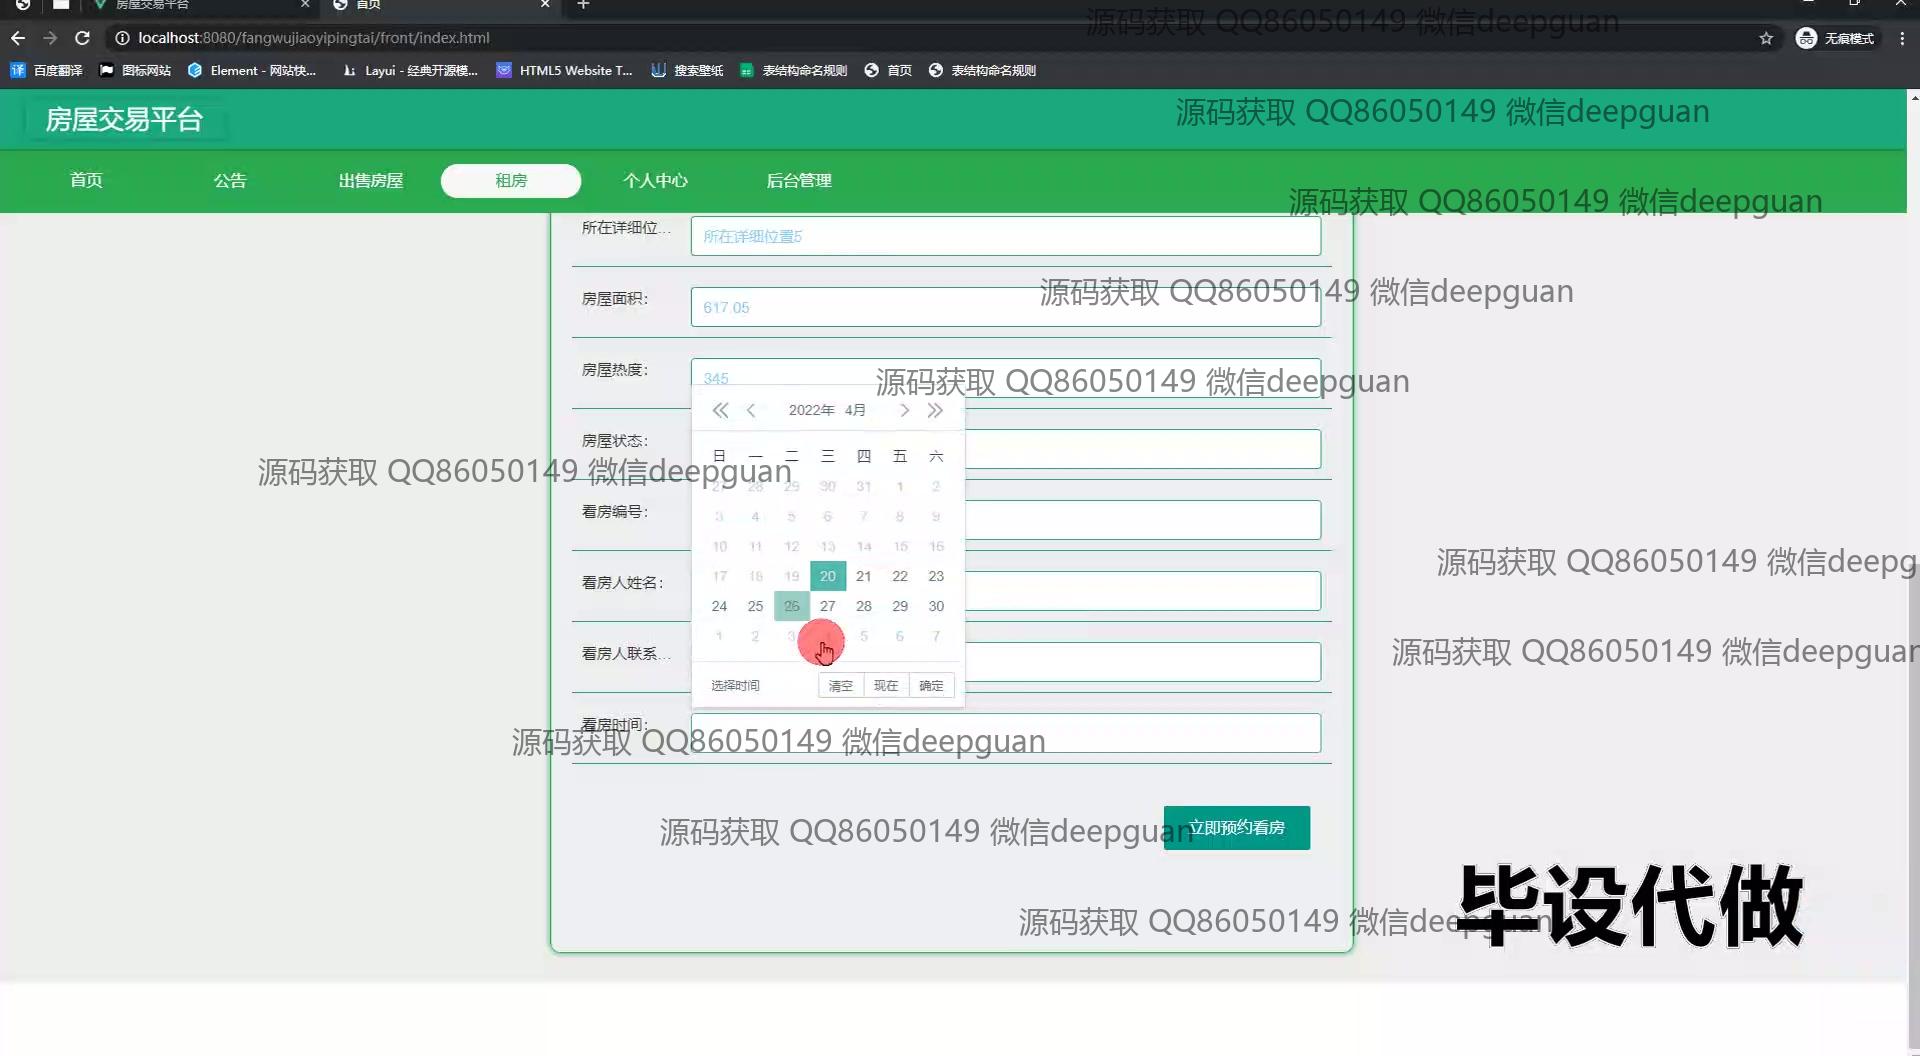 房屋交易平台
首页
源码获取 QQ86050149 微信deepguan
localhost:8080/fangwujiaoyipingtai/front/index.html
无痕模式
百度翻译
图标网站
Element - 网站快...
Layui - 经典开源模...
HTML5 Website T...
搜索壁纸
表结构命名规则
首页
表结构命名规则
房屋交易平台
源码获取 QQ86050149 微信deepguan
首页
公告
出售房屋
租房
个人中心
后台管理
源码获取 QQ86050149 微信deepguan
所在详细位...
所在详细位置5
源码获取 QQ86050149 微信deepguan
房屋面积:
617.05
房屋热度:
345
源码获取 QQ86050149 微信deepguan
2022年 4月
房屋状态:
日 一 二 三 四 五 六
源码获取 QQ86050149 微信deepguan
27 28 29 30 31 1 2
看房编号:
3 4 5 6 7 8 9
10 11 12 13 14 15 16
源码获取 QQ86050149 微信deepg
看房人姓名:
17 18 19 20 21 22 23
24 25 26 27 28 29 30
1 2 3 4 5 6 7
看房人联系...
源码获取 QQ86050149 微信deepguan
选择时间
清空
现在
确定
看房时间:
源码获取 QQ86050149 微信deepguan
源码获取 QQ86050149 微信deepguan
立即预约看房
毕设代做
源码获取 QQ86050149 微信deepguan